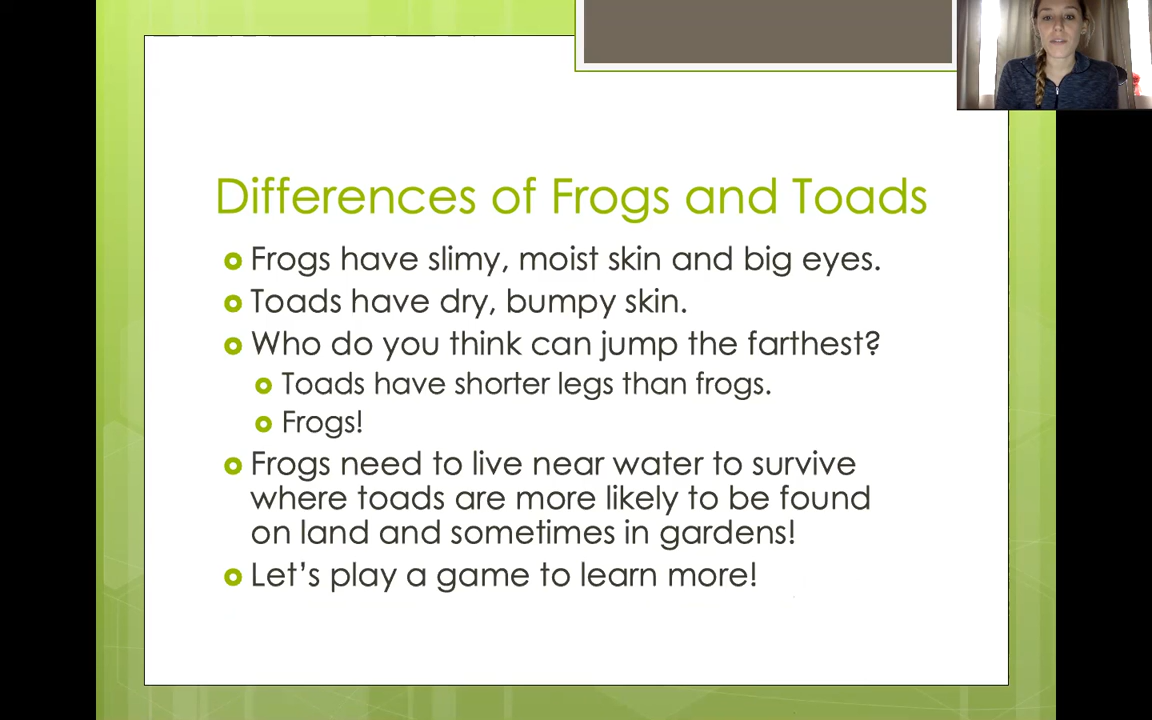 Differences of Frogs and Toads
Frogs have slimy, moist skin and big eyes.
Toads have dry, bumpy skin.
Who do you think can jump the farthest?
Toads have shorter legs than frogs.
Frogs!
Frogs need to live near water to survive
where toads are more likely to be found
on land and sometimes in gardens!
Let's play a game to learn more!